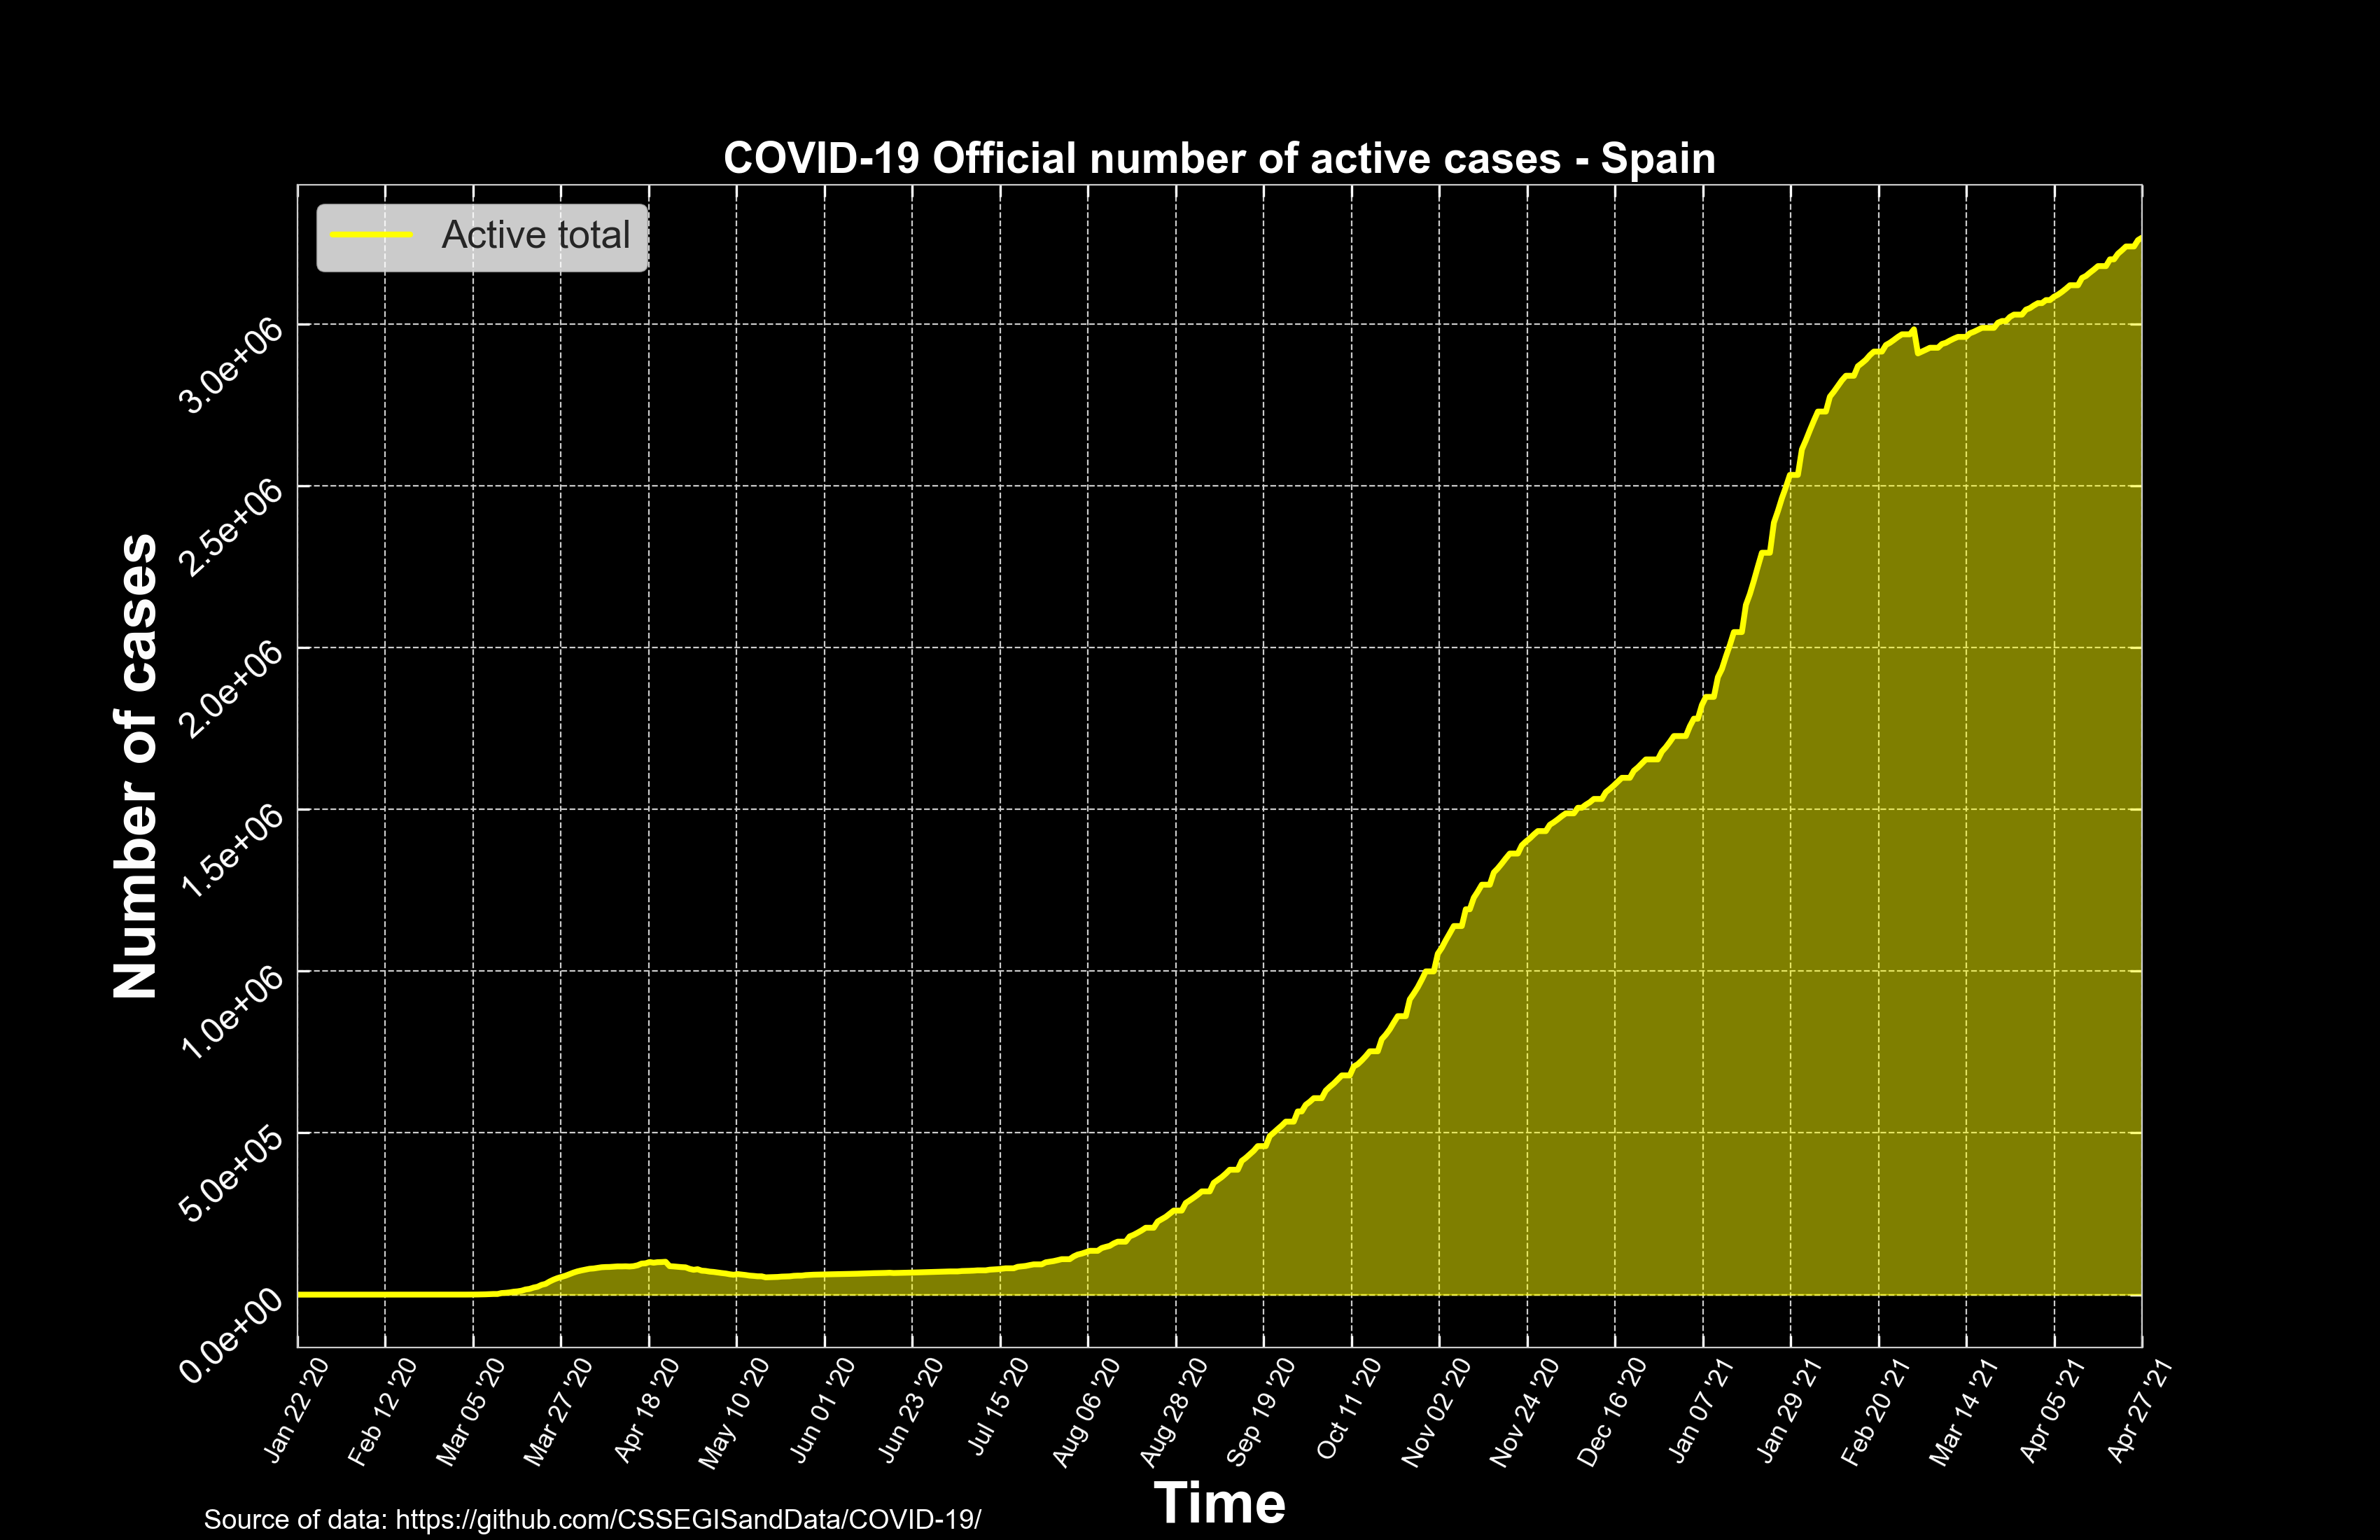 COVID-19 Official number of active cases - Spain
Active total
Number of cases
3.0e+06
2.5e+06
2.0e+06
1.5e+06
1.0e+06
5.0e+05
0.0e+00
Jan 22 '20
Feb 12 '20
Mar 05 '20
Mar 27 '20
Apr 18 '20
May 10 '20
Jun 01 '20
Jun 23 '20
Jul 15 '20
Aug 06 '20
Aug 28 '20
Sep 19 '20
Oct 11 '20
Nov 02 '20
Nov 24 '20
Dec 16 '20
Jan 07 '21
Jan 29 '21
Feb 20 '21
Mar 14 '21
Apr 05 '21
Apr 27 '21
Time
Source of data: https://github.com/CSSEGISandData/COVID-19/